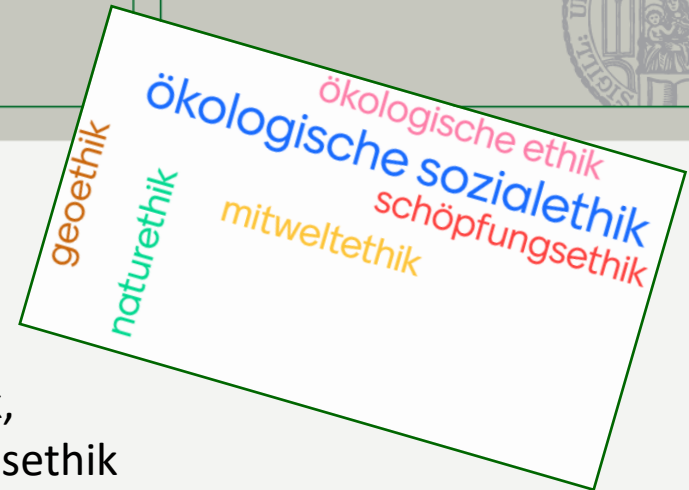 ökologische ethik
ökologische sozialethik
schöpfungsethik
mitweltethik
geoethik
naturethik
sethik